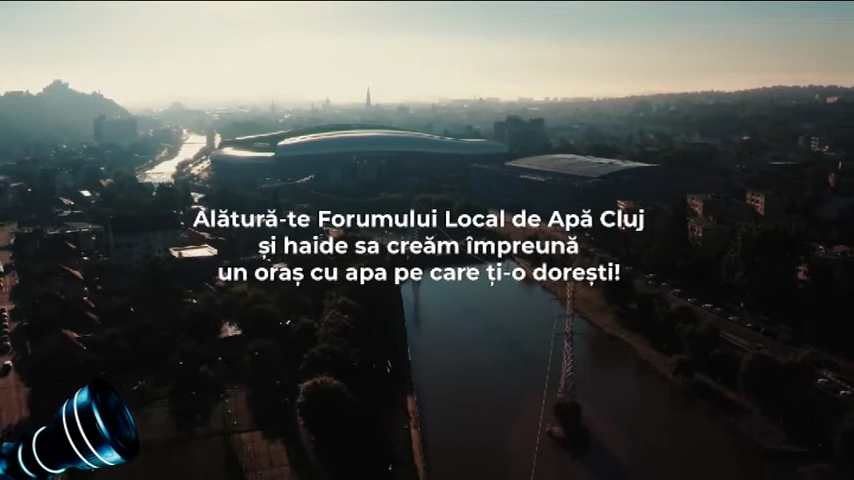 Alătură-te Forumului Local de Apă Cluj
și haide sa creăm împreună
un oraș cu apa pe care ți-o dorești!